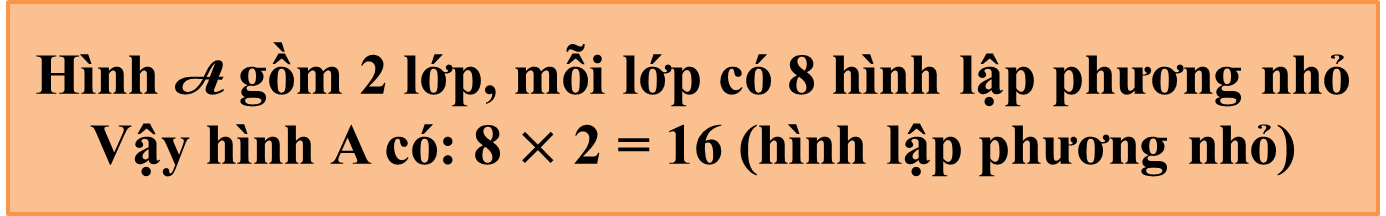 Hình 𝓐 gồm 2 lớp, mỗi lớp có 8 hình lập phương nhỏ
Vậy hình A có: 8 × 2 = 16 (hình lập phương nhỏ)